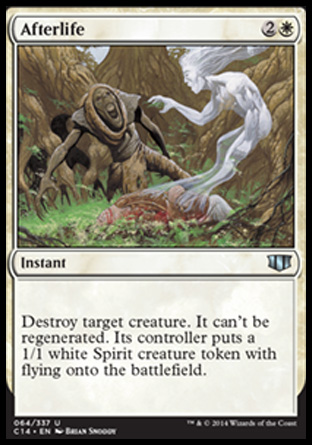 Afterlife 2
Instant
Destroy target creature. It can't be
regenerated. Its controller puts a
1/1 white Spirit creature token with
flying onto the battlefield.
064/337 U
C14 • EN Brian Snoddy ™ & © 2014 Wizards of the Coast